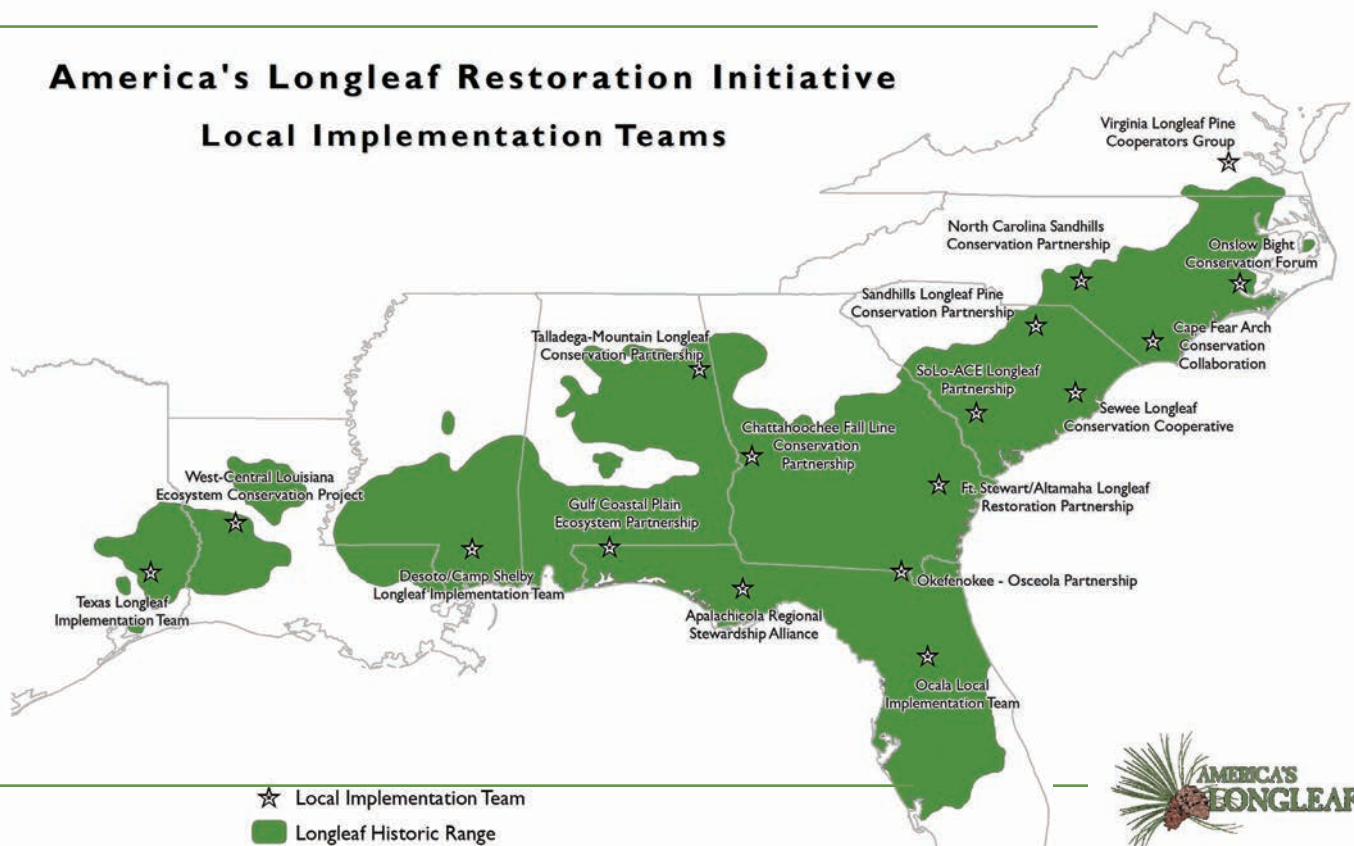 America's Longleaf Restoration Initiative
Local Implementation Teams
Virginia Longleaf Pine
Cooperators Group
North Carolina Sandhills
Conservation Partnership
Onslow Bight
Conservation Forum
Sandhills Longleaf Pine
Conservation Partnership
Cape Fear Arch
Conservation
Collaboration
Talladega-Mountain Longleaf
Conservation Partnership
SoLo-ACE Longleaf
Partnership
Sewee Longleaf
Conservation Cooperative
Chattahoochee Fall Line
Conservation
Partnership
West-Central Louisiana
Ecosystem Conservation Project
Ft. Stewart/Altamaha Longleaf
Restoration Partnership
Gulf Coastal Plain
Ecosystem Partnership
Desoto/Camp Shelby
Longleaf Implementation Team
Okefenokee - Osceola Partnership
Texas Longleaf
Implementation Team
Apalachicola Regional
Stewardship Alliance
Ocala Local
Implementation Team
Local Implementation Team
Longleaf Historic Range
AMERICA'S
LONGLEAF